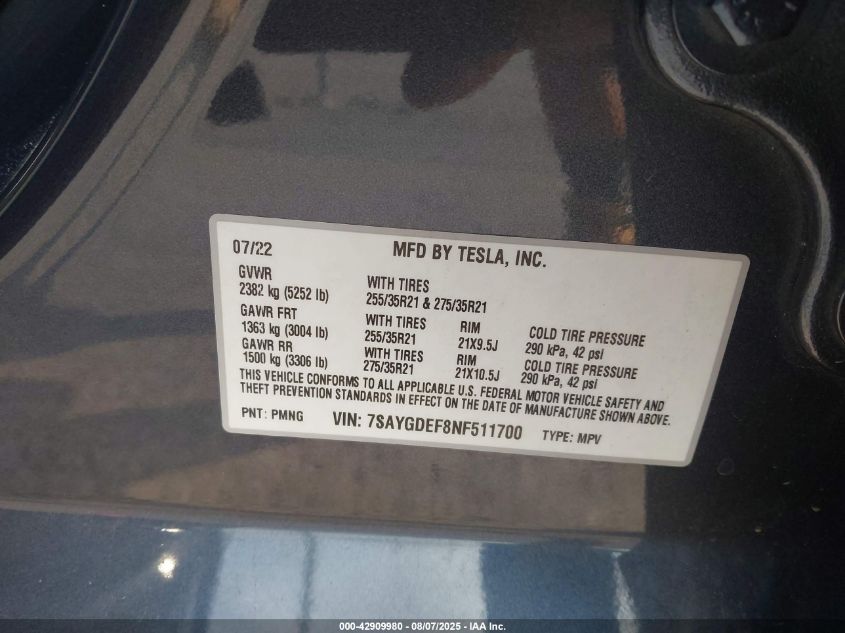 07/22 MFD BY TESLA, INC.
GVWR
2382 kg (5252 lb) WITH TIRES
255/35R21 & 275/35R21
GAWR FRT
1363 kg (3004 lb) WITH TIRES RIM COLD TIRE PRESSURE
255/35R21 21X9.5J 290 kPa, 42 psi
GAWR RR
1500 kg (3306 lb) WITH TIRES RIM COLD TIRE PRESSURE
275/35R21 21X10.5J 290 kPa, 42 psi
THIS VEHICLE CONFORMS TO ALL APPLICABLE U.S. FEDERAL MOTOR VEHICLE SAFETY AND
THEFT PREVENTION STANDARDS IN EFFECT ON THE DATE OF MANUFACTURE SHOWN ABOVE.
PNT: PMNG VIN: 7SAYGDEF8NF511700 TYPE: MPV
000-42909980 - 08/07/2025 - IAA Inc.